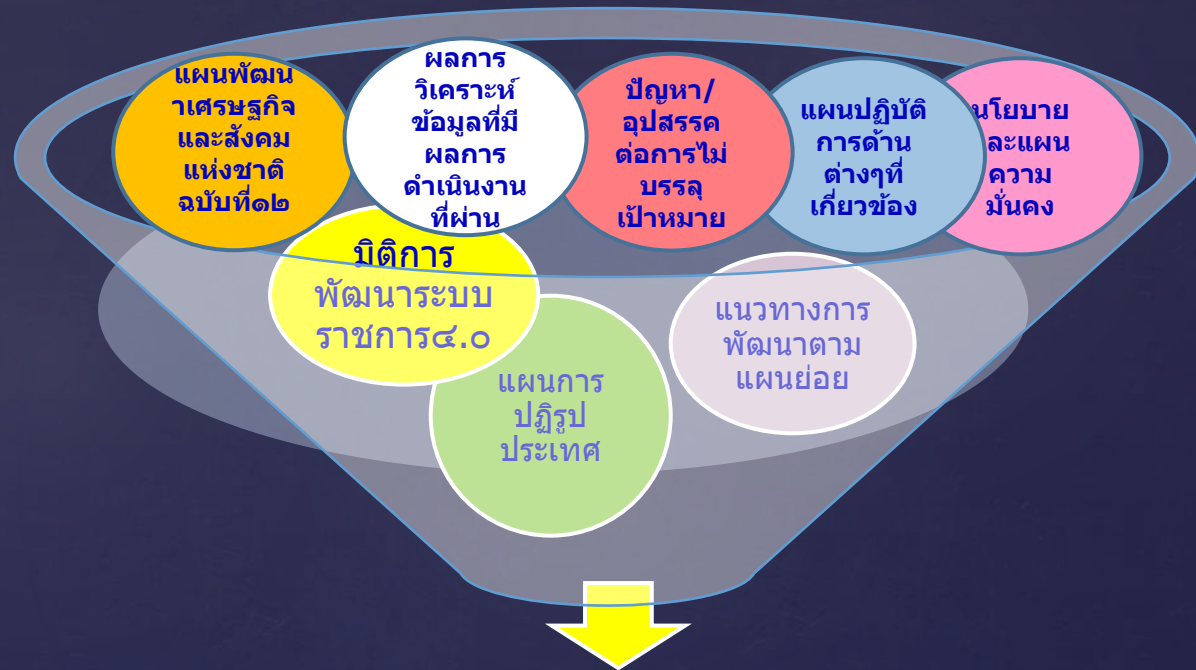 แผนพัฒน
าเศรษฐกิจ
และสังคม
แห่งชาติ
ฉบับที่๑๒
ผลการ
วิเคราะห์
ข้อมูลที่มี
ผลการ
ดำเนินงาน
ที่ผ่าน
ปัญหา/
อุปสรรค
ต่อการไม่
บรรลุ
เป้าหมาย
แผนปฏิบัติ
การด้าน
ต่างๆที่
เกี่ยวข้อง
นโยบาย
ละแผน
ความ
มั่นคง
มิติการ
พัฒนาระบบ
ราชการ๔.๐
แผนการ
ปฏิรูป
ประเทศ
แนวทางการ
พัฒนาตาม
แผนย่อย